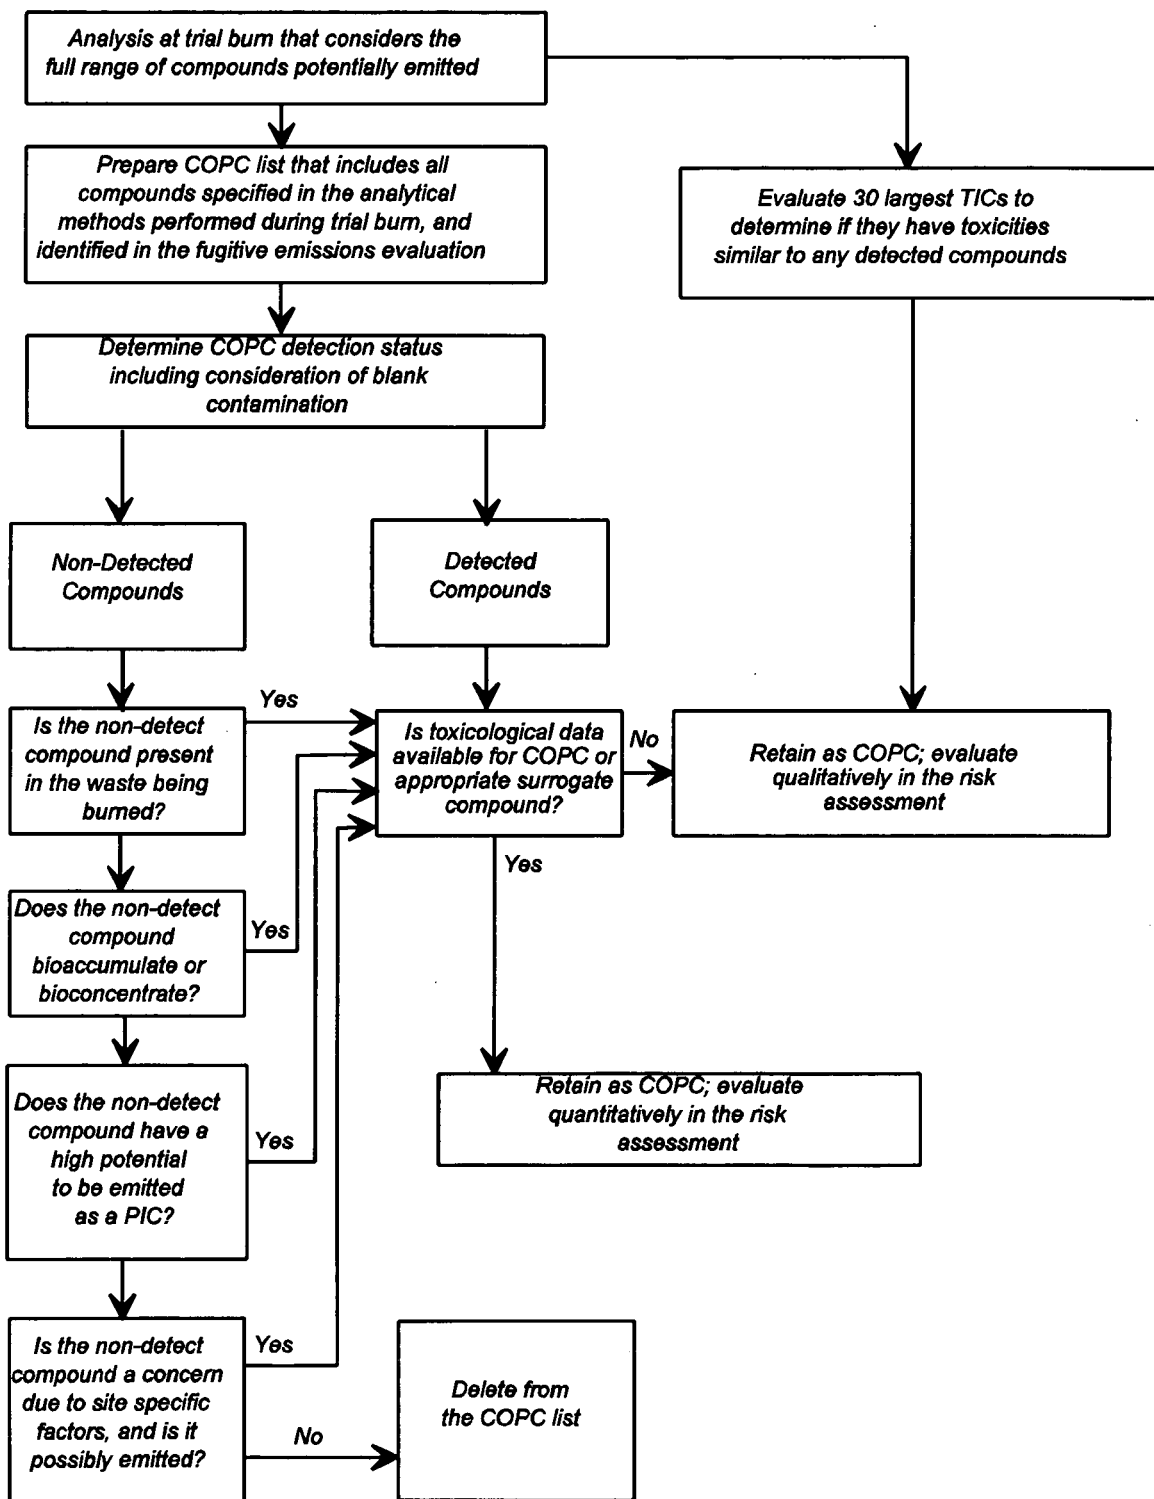 Analysis at trial burn that considers the
full range of compounds potentially emitted
Prepare COPC list that includes all
compounds specified in the analytical
methods performed during trial burn, and
identified in the fugitive emissions evaluation
Evaluate 30 largest TICs to
determine if they have toxicities
similar to any detected compounds
Determine COPC detection status
including consideration of blank
contamination
Non-Detected
Compounds
Detected
Compounds
Is the non-detect
compound present
in the waste being
burned?
Yes
Is toxicological data
available for COPC or
appropriate surrogate
compound?
No
Retain as COPC; evaluate
qualitatively in the risk
assessment
Yes
Does the non-detect
compound
bioaccumulate or
bioconcentrate?
Yes
Retain as COPC; evaluate
quantitatively in the risk
assessment
Does the non-detect
compound have a
high potential
to be emitted
as a PIC?
Yes
Is the non-detect
compound a concern
due to site specific
factors, and is it
possibly emitted?
Yes
No
Delete from
the COPC list